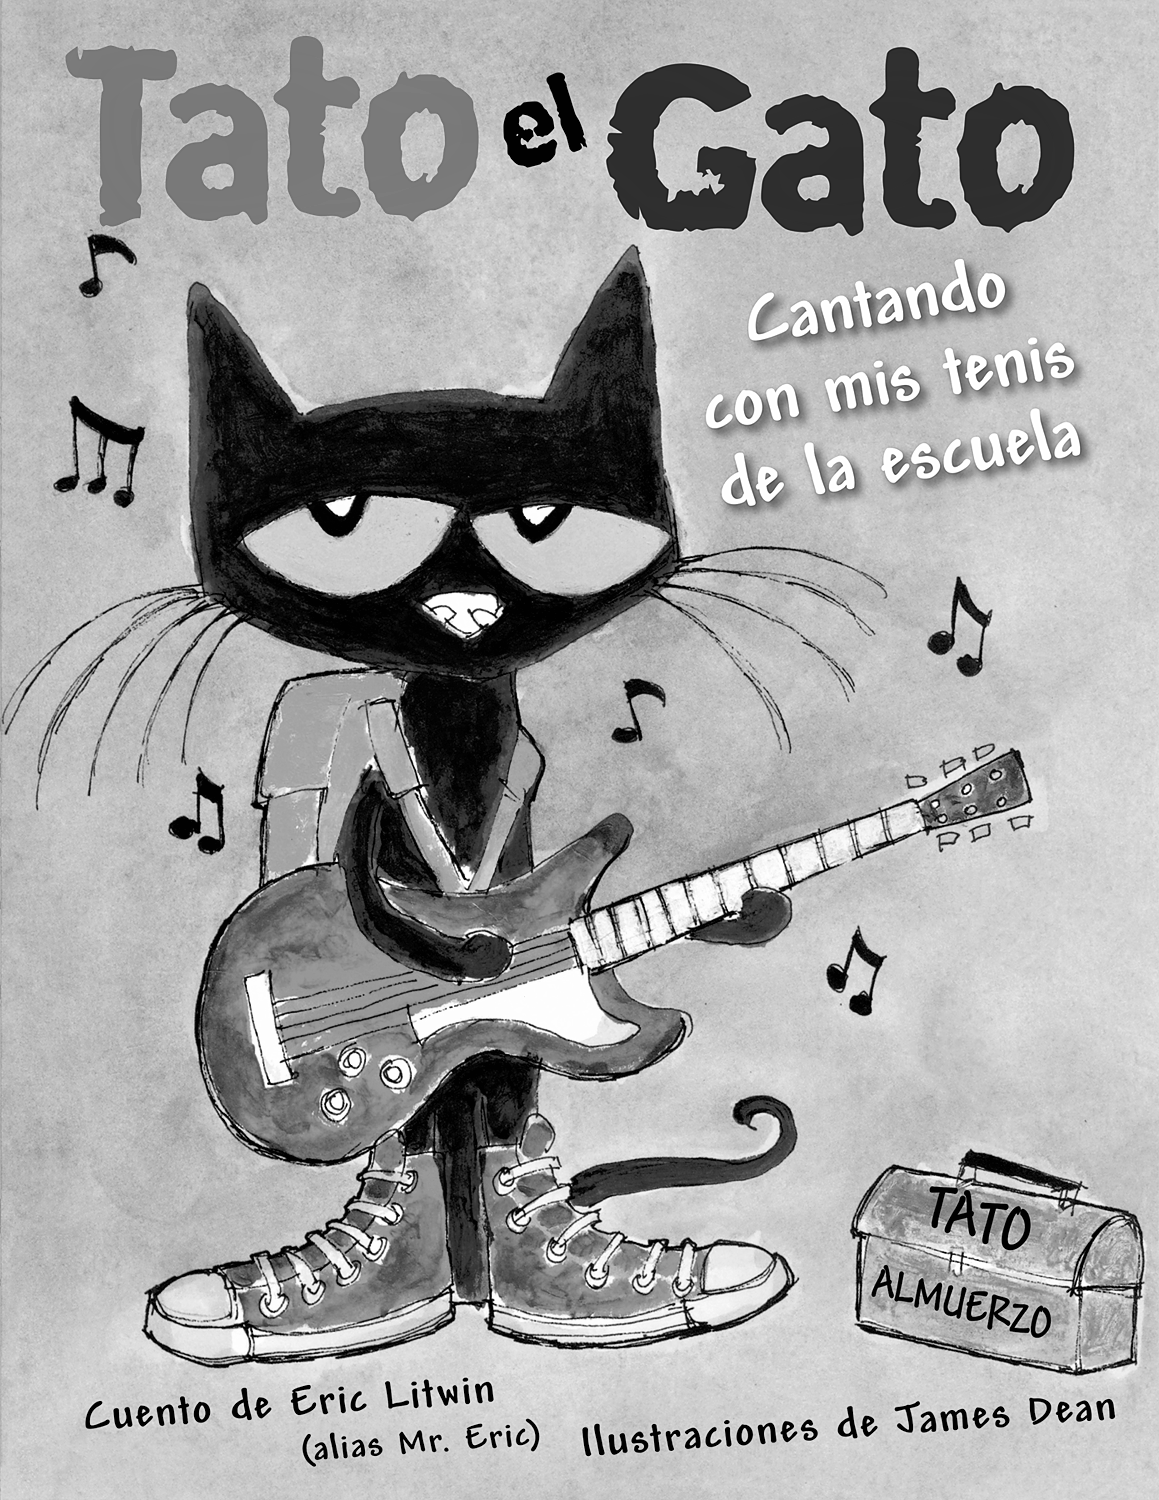 Tato el Gato
Cantando
con mis tenis
de la escuela
TATO
ALMUERZO
Cuento de Eric Litwin
(alias Mr. Eric)
Ilustraciones de James Dean